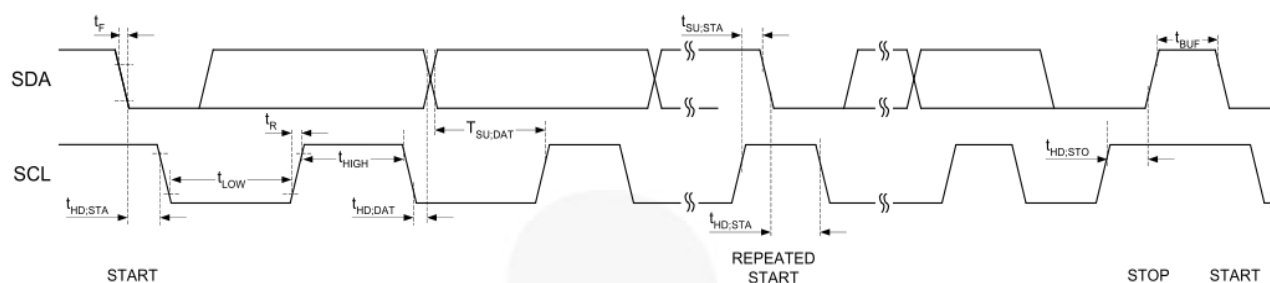 tF
tSU;STA
tBUF
SDA
tR
TSU;DAT
tHIGH
tHD;STO
SCL
tLOW
tHD;STA
tHD;DAT
tHD;STA
START
REPEATED
START
STOP
START